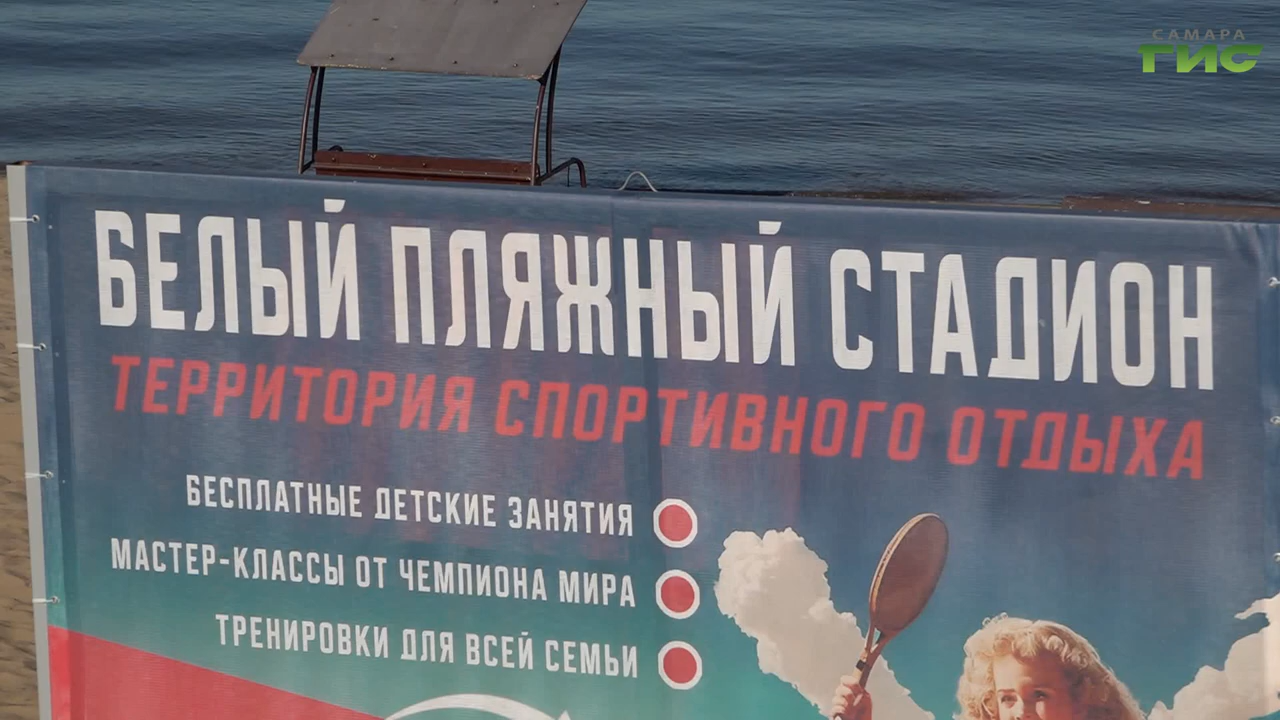 САМАРА
ГИС
БЕЛЫЙ ПЛЯЖНЫЙ СТАДИОН
ТЕРРИТОРИЯ СПОРТИВНОГО ОТДЫХА
БЕСПЛАТНЫЕ ДЕТСКИЕ ЗАНЯТИЯ
МАСТЕР-КЛАССЫ ОТ ЧЕМПИОНА МИРА
ТРЕНИРОВКИ ДЛЯ ВСЕЙ СЕМЬИ